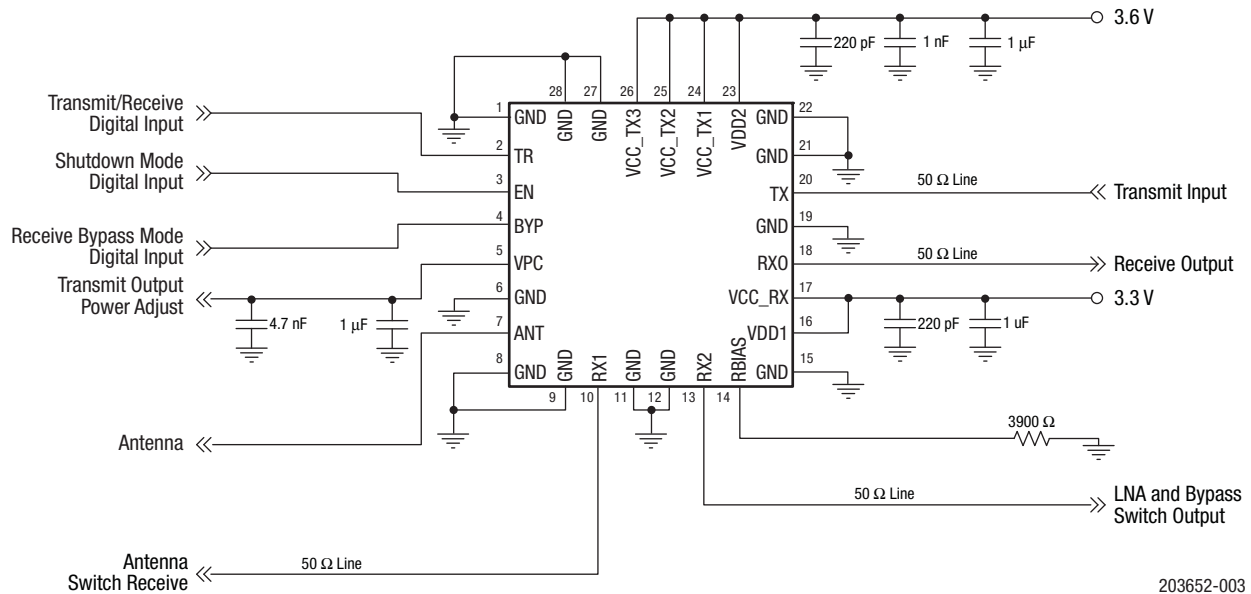 3.6 V
220 pF
1 nF
1 μF
28
27
26
25
24
23
GND
GND
VCC_TX3
VCC_TX2
VCC_TX1
VDD2
Transmit/Receive
Digital Input
1
GND
GND
22
Shutdown Mode
Digital Input
2
TR
GND
21
3
EN
TX
20
50 Ω Line
Transmit Input
Receive Bypass Mode
Digital Input
4
BYP
GND
19
Transmit Output
Power Adjust
5
VPC
RXO
18
50 Ω Line
Receive Output
4.7 nF
1 μF
6
GND
VCC_RX
17
3.3 V
220 pF
1 uF
7
ANT
VDD1
16
8
GND
GND
15
GND
RX1
GND
GND
RX2
RBIAS
9
10
11
12
13
14
3900 Ω
Antenna
50 Ω Line
LNA and Bypass
Switch Output
Antenna
Switch Receive
50 Ω Line
203652-003